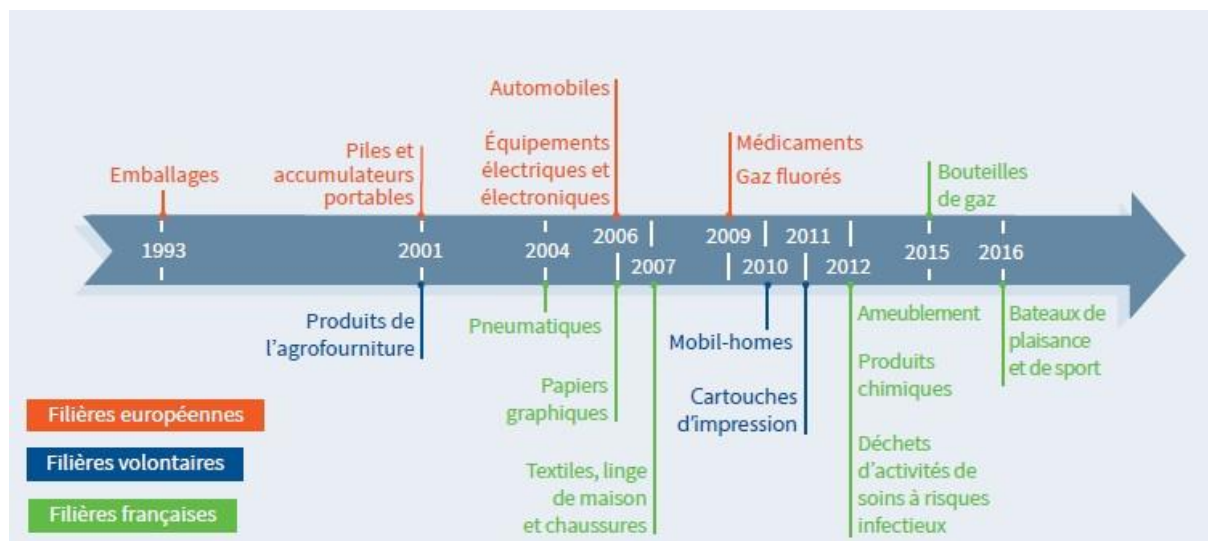 Automobiles
Emballages
Piles et
accumulateurs
portables
Équipements
électriques et
électroniques
Médicaments
Gaz fluorés
Bouteilles
de gaz
1993
2001
2004
2006
2007
2009
2010
2011
2012
2015
2016
Produits de
l'agrofourniture
Pneumatiques
Papiers
graphiques
Textiles, linge
de maison
et chaussures
Mobil-homes
Cartouches
d'impression
Ameublement
Produits
chimiques
Déchets
d'activités de
soins à risques
infectieux
Bateaux de
plaisance
et de sport
Filières européennes
Filières volontaires
Filières françaises